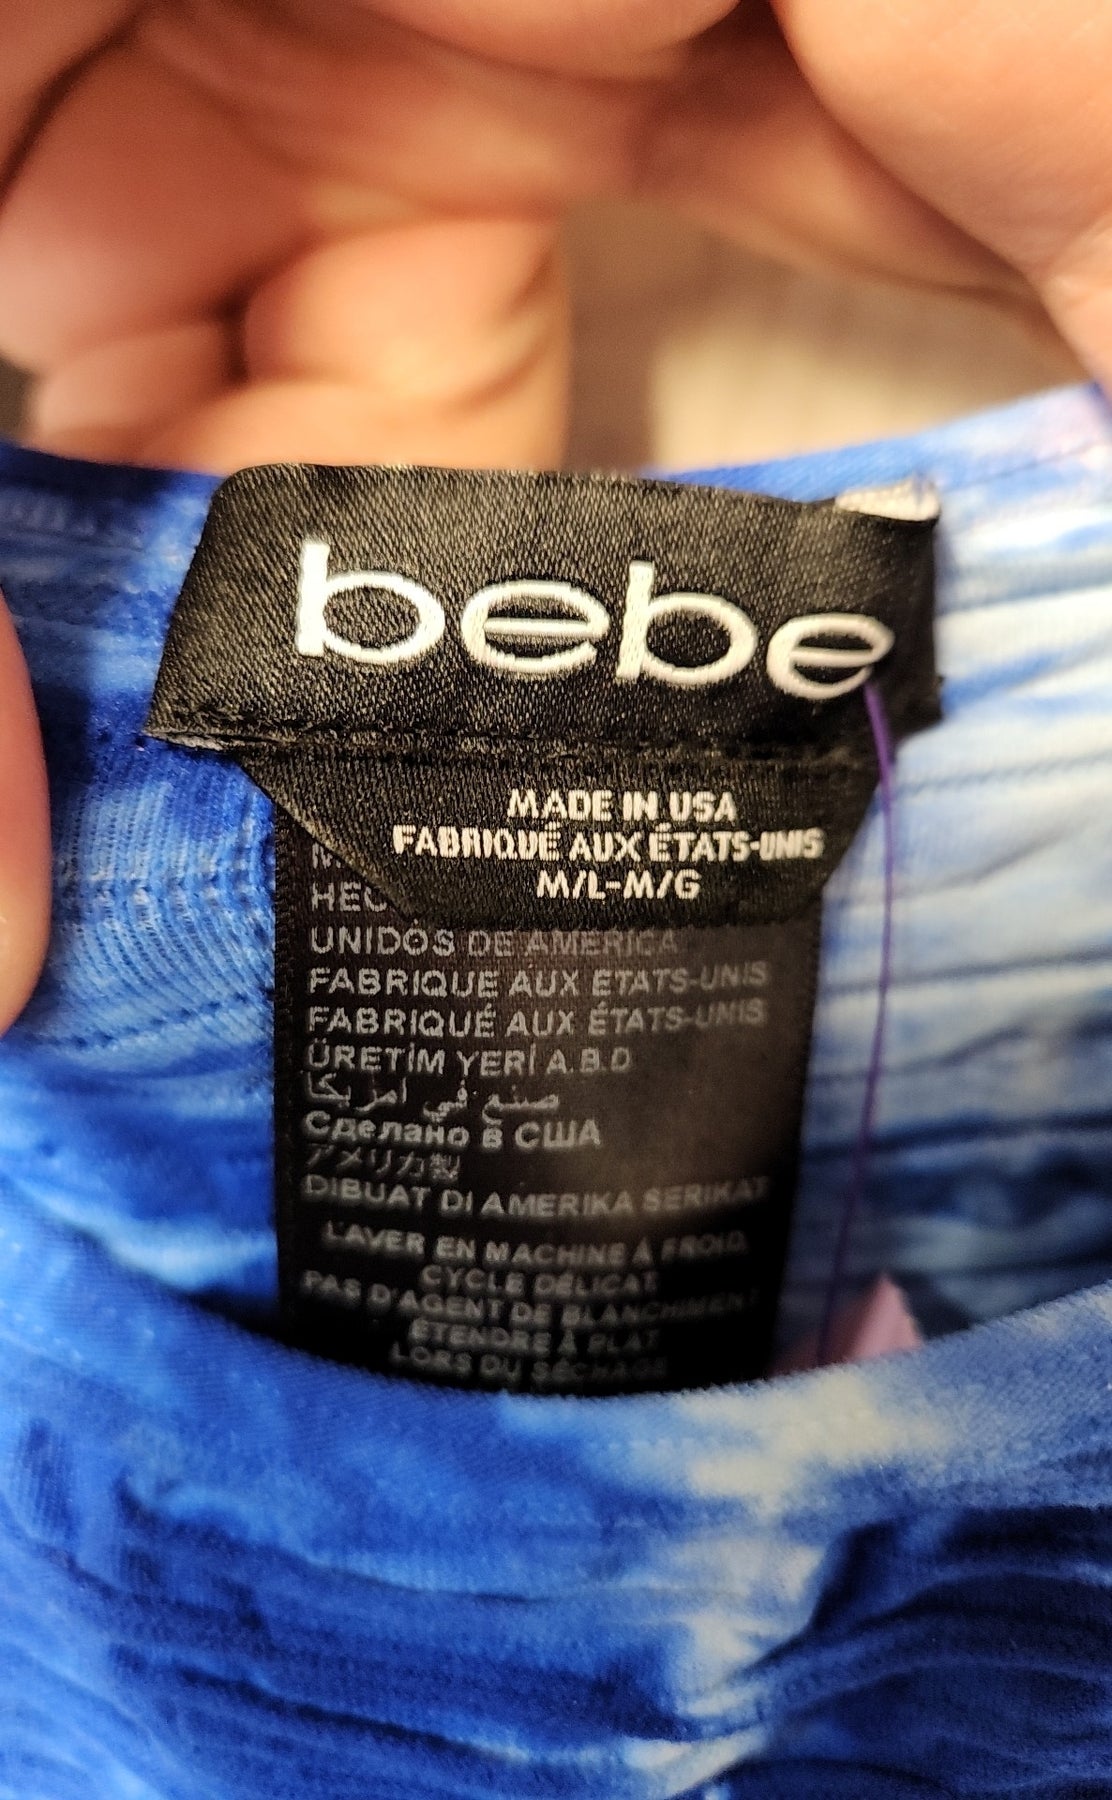 bebe
MADE IN USA
FABRIQUÉ AUX ÉTATS-UNIS
M/L-M/G
UNIDOS DE AMERICA
FABRIQUE AUX ETATS-UNIS
FABRIQUÉ AUX ÉTATS-UNIS
ÜRETİM YERİ A.B.D
صنع في امريكا
Сделано в США
アメリカ製
DIBUAT DI AMERIKA SERIKAT
LAVER EN MACHINE À FROID
CYCLE DÉLICAT
PAS D'AGENT DE BLANCHIMENT
ÉTENDRE À PLAT
LORS DU SÉCHAGE